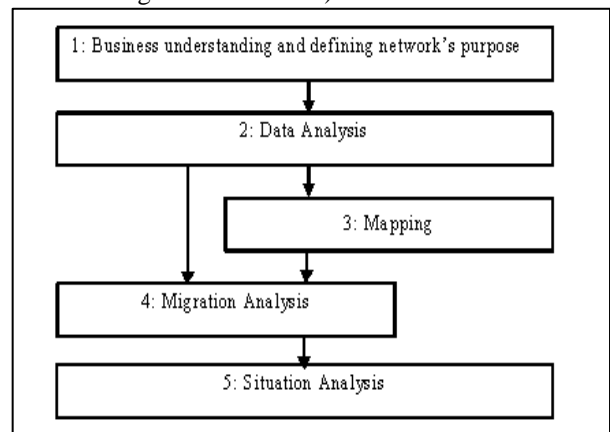 1: Business understanding and defining network's purpose
2: Data Analysis
3: Mapping
4: Migration Analysis
5: Situation Analysis